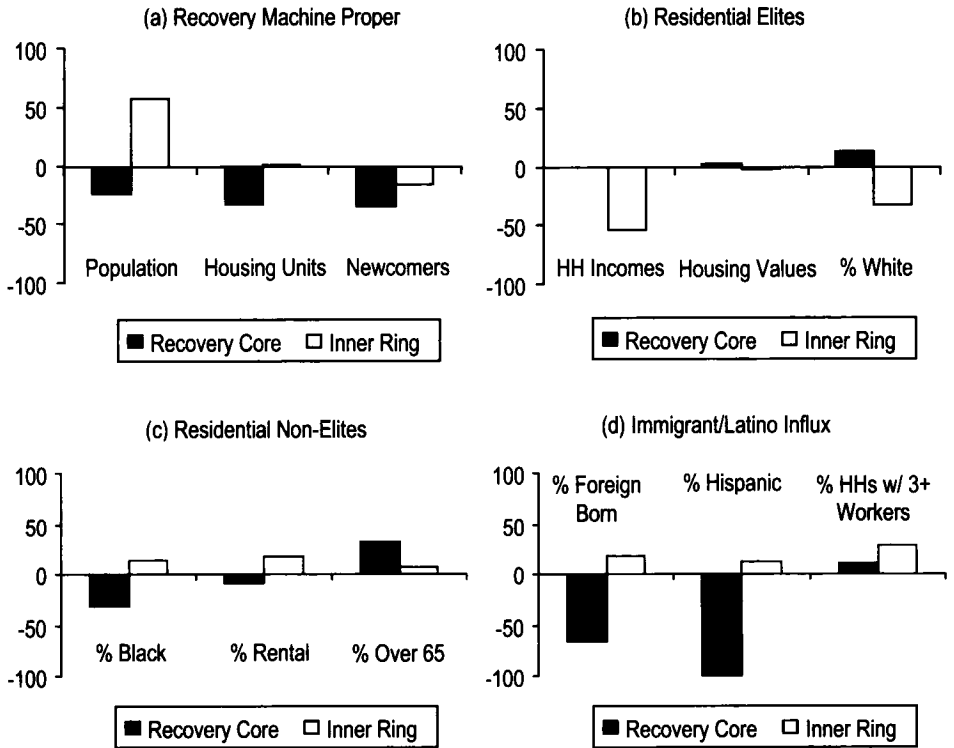 (a) Recovery Machine Proper
100
50
0
-50
-100
Population Housing Units Newcomers
Recovery Core Inner Ring
(b) Residential Elites
100
50
0
-50
-100
HH Incomes Housing Values % White
Recovery Core Inner Ring
(c) Residential Non-Elites
100
50
0
-50
-100
% Black % Rental % Over 65
Recovery Core Inner Ring
(d) Immigrant/Latino Influx
100
50
0
-50
-100
% Foreign % Hispanic % HHs w/ 3+
Born Workers
Recovery Core Inner Ring